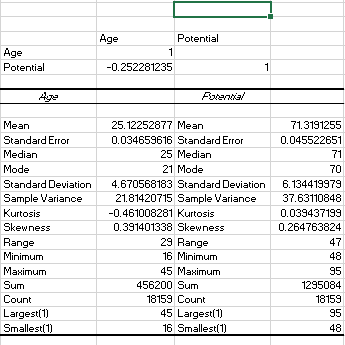 Age Potential
Age 1
Potential -0.252281235 1
Age Potential
Mean 25.12252877 Mean 71.3191255
Standard Error 0.034659616 Standard Error 0.045522651
Median 25 Median 71
Mode 21 Mode 70
Standard Deviation 4.670568183 Standard Deviation 6.134419979
Sample Variance 21.81420715 Sample Variance 37.63110848
Kurtosis -0.461008281 Kurtosis 0.039437199
Skewness 0.391401338 Skewness 0.264763824
Range 29 Range 47
Minimum 16 Minimum 48
Maximum 45 Maximum 95
Sum 456200 Sum 1295084
Count 18159 Count 18159
Largest(1) 45 Largest(1) 95
Smallest(1) 16 Smallest(1) 48